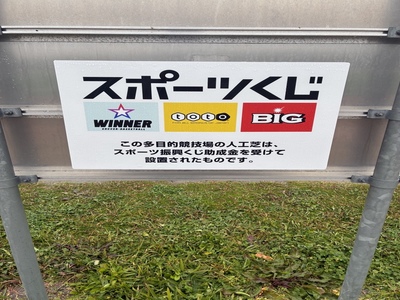 スポーツくじ
WINNER toto BIG
SOCCER BASKETBALL
この多目的競技場の人工芝は、
スポーツ振興くじ助成金を受けて
設置されたものです。